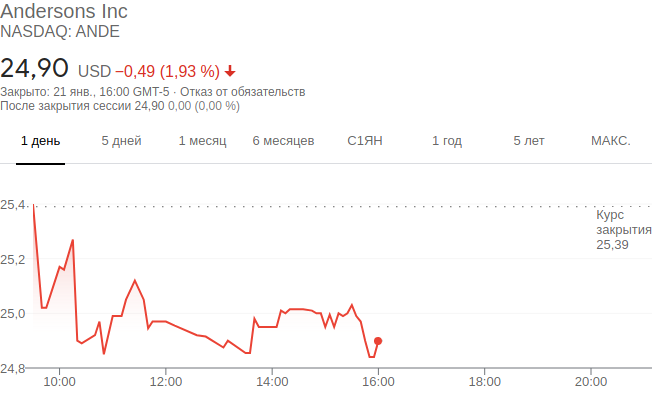 Andersons Inc
NASDAQ: ANDE
24,90 USD −0,49 (1,93 %)
Закрыто: 21 янв., 16:00 GMT-5 · Отказ от обязательств
После закрытия сессии 24,90 0,00 (0,00 %)
1 день 5 дней 1 месяц 6 месяцев С1ЯН 1 год 5 лет МАКС.
25,4
Курс
закрытия
25,39
25,2
25,0
24,8
10:00 12:00 14:00 16:00 18:00 20:00